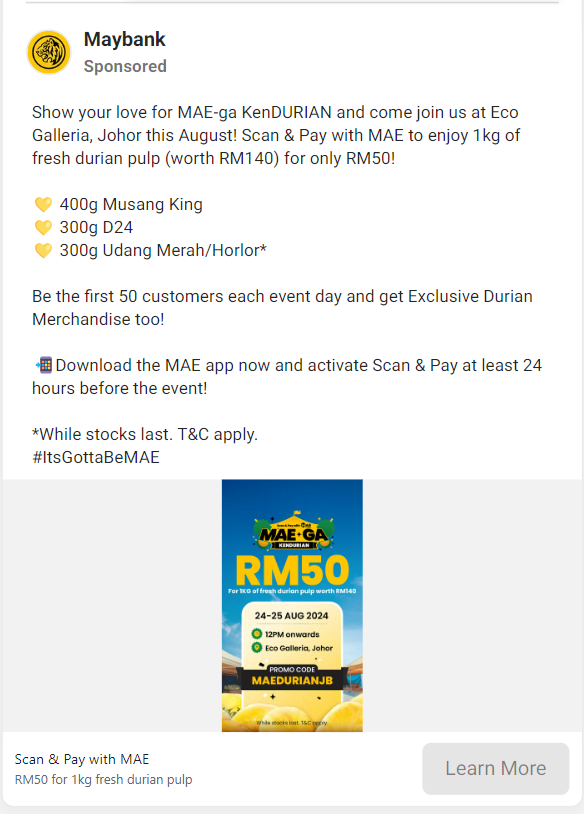 Maybank
Sponsored
Show your love for MAE-ga KenDURIAN and come join us at Eco
Galleria, Johor this August! Scan & Pay with MAE to enjoy 1kg of
fresh durian pulp (worth RM140) for only RM50!
💛 400g Musang King
💛 300g D24
💛 300g Udang Merah/Horlor*
Be the first 50 customers each event day and get Exclusive Durian
Merchandise too!
📲Download the MAE app now and activate Scan & Pay at least 24
hours before the event!
*While stocks last. T&C apply.
#ItsGottaBeMAE
MAE-GA
KENDURIAN
RM50
For 1KG of fresh durian pulp worth RM140
24-25 AUG 2024
12PM onwards
Eco Galleria, Johor
PROMO CODE
MAEDURIANJB
While stocks last. T&C apply.
Scan & Pay with MAE
RM50 for 1kg fresh durian pulp
Learn More